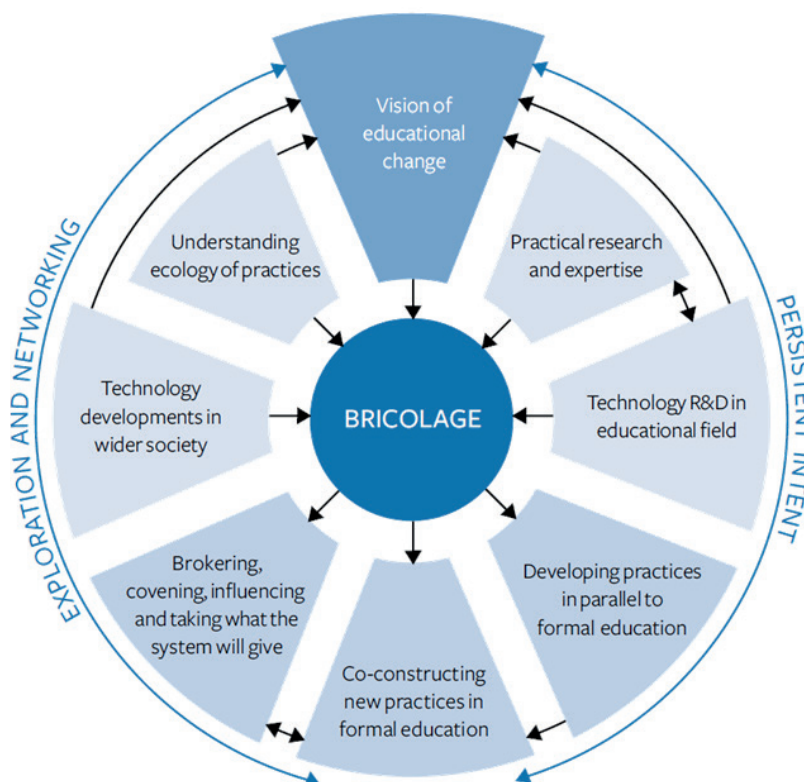 Vision of
educational
change
Understanding
ecology of practices
Practical research
and expertise
EXPLORATION AND NETWORKING
PERSISTENT INTENT
Technology
developments in
wider society
BRICOLAGE
Technology R&D in
educational field
Brokering,
covening, influencing
and taking what the
system will give
Developing practices
in parallel to
formal education
Co-constructing
new practices in
formal education